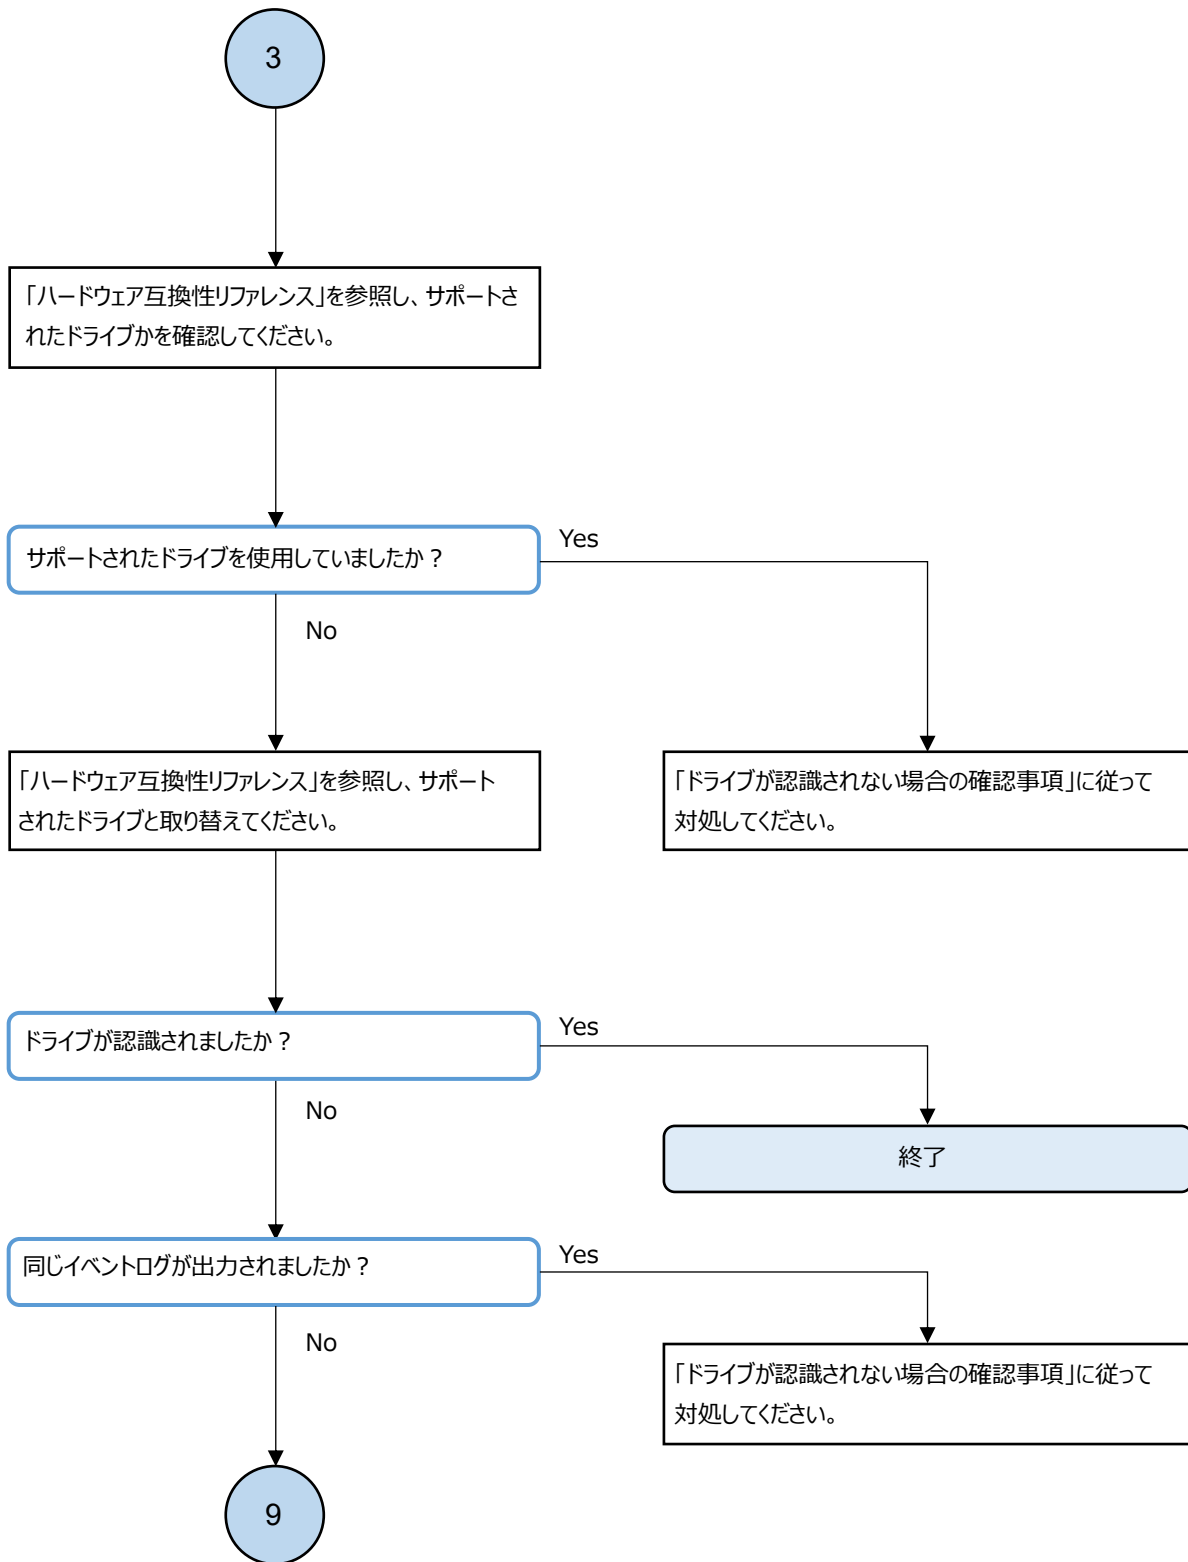 3
「ハードウェア互換性リファレンス」を参照し、サポートさ
れたドライブかを確認してください。
サポートされたドライブを使用していましたか？
Yes
No
「ハードウェア互換性リファレンス」を参照し、サポート
されたドライブと取り替えてください。
「ドライブが認識されない場合の確認事項」に従って
対処してください。
ドライブが認識されましたか？
Yes
No
終了
同じイベントログが出力されましたか？
Yes
No
「ドライブが認識されない場合の確認事項」に従って
対処してください。
9